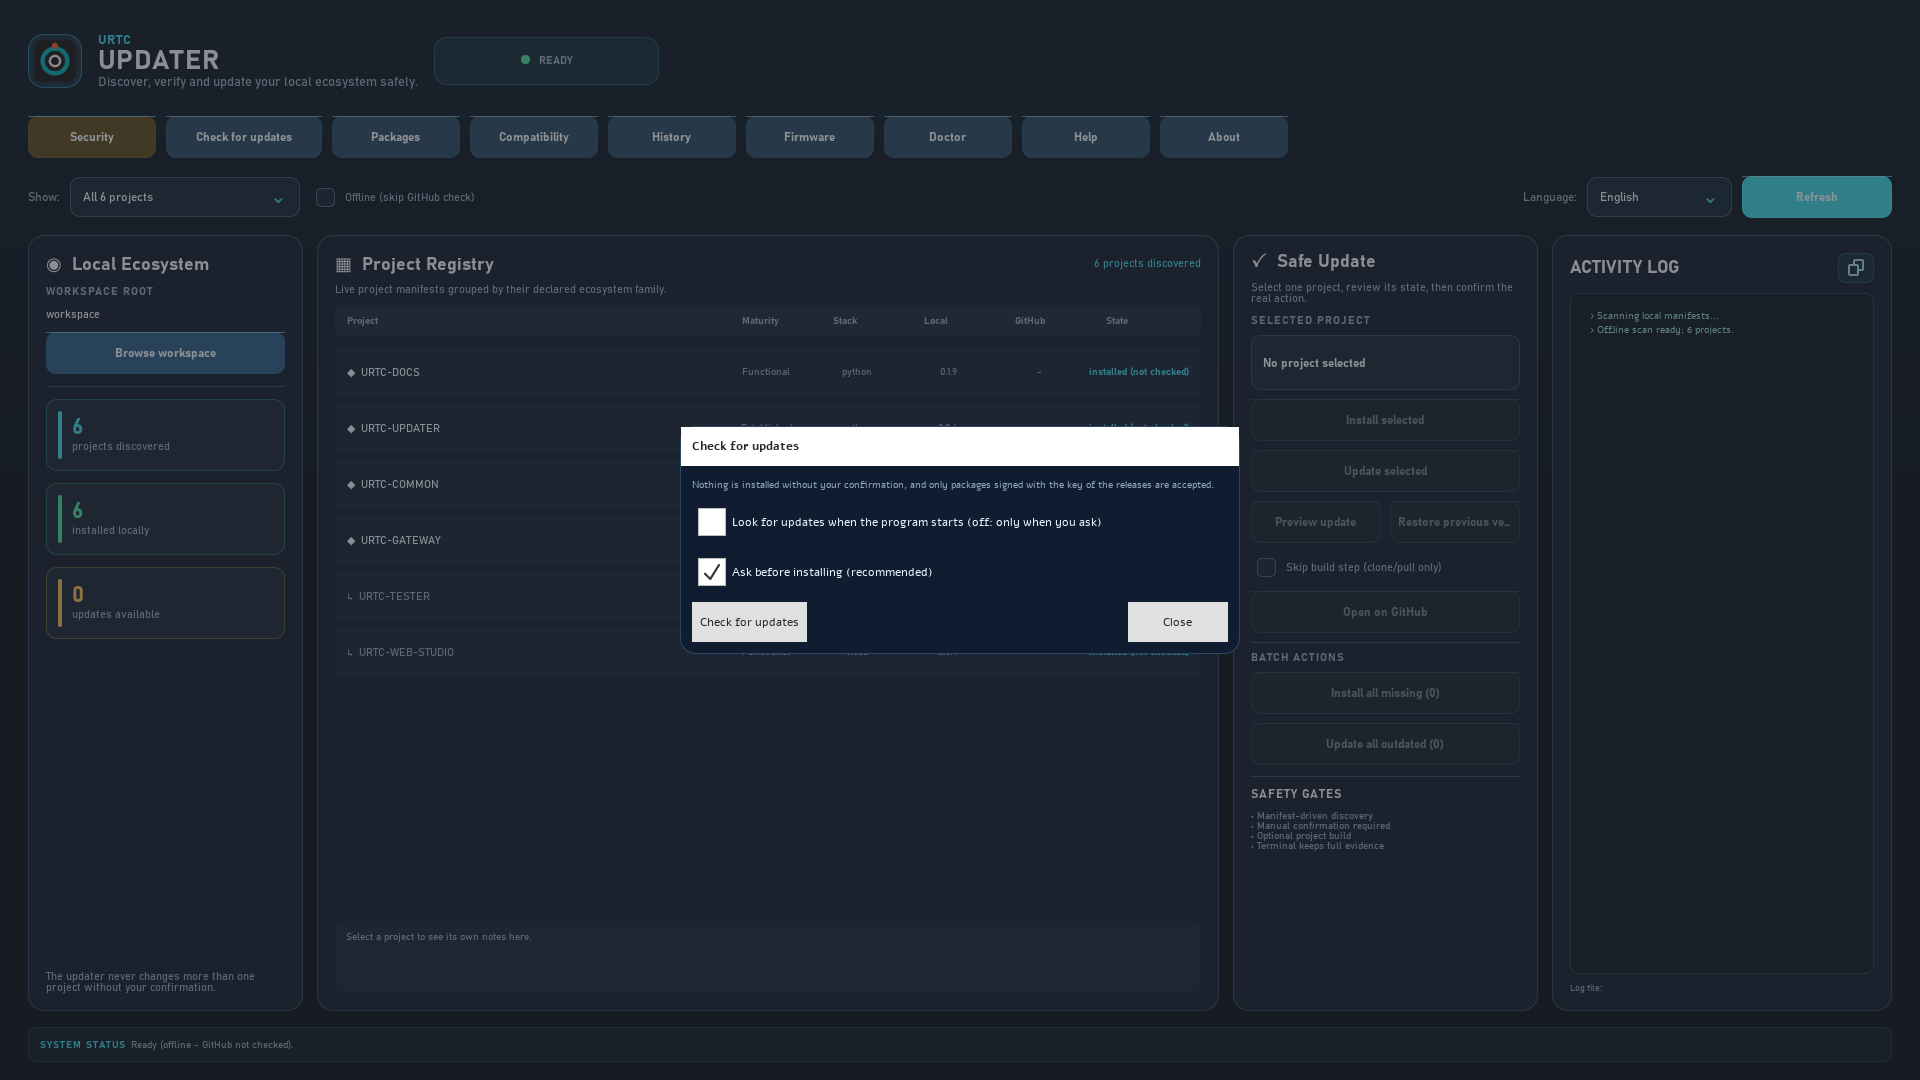 URTC
UPDATER
Discover, verify and update your local ecosystem safely.
READY
Security
Check for updates
Packages
Compatibility
History
Firmware
Doctor
Help
About
Show:
All 6 projects
Offline (skip GitHub check)
Language:
English
Refresh
Local Ecosystem
WORKSPACE ROOT
workspace
Browse workspace
6
projects discovered
6
installed locally
0
updates available
The updater never changes more than one
project without your confirmation.
Project Registry
6 projects discovered
Live project manifests grouped by their declared ecosystem family.
Project Maturity Stack Local GitHub State
URTC-DOCS Functional python 0.1.9 - installed (not checked)
URTC-UPDATER
URTC-COMMON
URTC-GATEWAY
URTC-TESTER
URTC-WEB-STUDIO
Select a project to see its own notes here.
Check for updates
Nothing is installed without your confirmation, and only packages signed with the key of the releases are accepted.
Look for updates when the program starts (off: only when you ask)
Ask before installing (recommended)
Check for updates
Close
Safe Update
Select one project, review its state, then confirm the
real action.
SELECTED PROJECT
No project selected
Install selected
Update selected
Preview update
Restore previous ve...
Skip build step (clone/pull only)
Open on GitHub
BATCH ACTIONS
Install all missing (0)
Update all outdated (0)
SAFETY GATES
• Manifest-driven discovery
• Manual confirmation required
• Optional project build
• Terminal keeps full evidence
ACTIVITY LOG
› Scanning local manifests...
› Offline scan ready: 6 projects.
Log file:
SYSTEM STATUS Ready (offline - GitHub not checked).